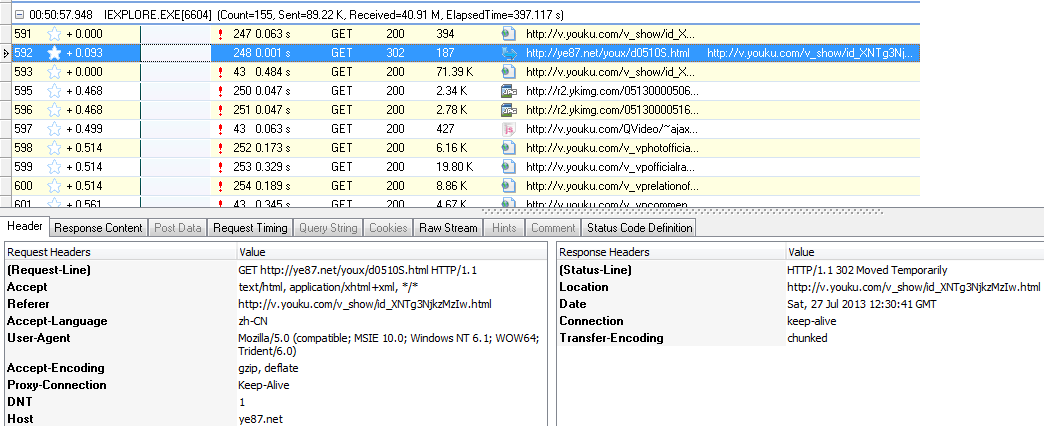 00:50:57.948 IEXPLORE.EXE[6604] (Count=155, Sent=89.22 K, Received=40.91 M, ElapsedTime=397.117 s)
591 + 0.000 ! 247 0.063 s GET 200 394 http://v.youku.com/v_show/id_X...
592 + 0.093 248 0.001 s GET 302 187 http://ye87.net/youx/d0510S.html http://v.youku.com/v_show/id_XNTg3Nj...
593 + 0.000 ! 43 0.484 s GET 200 71.39 K http://v.youku.com/v_show/id_X...
595 + 0.468 ! 250 0.047 s GET 200 2.34 K http://r2.ykimg.com/05130000506...
596 + 0.468 ! 251 0.047 s GET 200 2.78 K http://r2.ykimg.com/05130000516...
597 + 0.499 ! 43 0.063 s GET 200 427 js http://v.youku.com/QVideo/~ajax...
598 + 0.514 ! 252 0.173 s GET 200 6.16 K http://v.youku.com/v_vphotofficia...
599 + 0.514 ! 253 0.329 s GET 200 19.80 K http://v.youku.com/v_vpofficialra...
600 + 0.514 ! 254 0.189 s GET 200 8.86 K http://v.youku.com/v_vprelationof...
601 + 0.561 ! 43 0.345 s GET 200 4.67 K http://v.youku.com/v_vpcommen...
Header Response Content Post Data Request Timing Query String Cookies Raw Stream Hints Comment Status Code Definition
Request Headers Value
(Request-Line) GET http://ye87.net/youx/d0510S.html HTTP/1.1
Accept text/html, application/xhtml+xml, */*
Referer http://v.youku.com/v_show/id_XNTg3NjkzMzIw.html
Accept-Language zh-CN
User-Agent Mozilla/5.0 (compatible; MSIE 10.0; Windows NT 6.1; WOW64;
Trident/6.0)
Accept-Encoding gzip, deflate
Proxy-Connection Keep-Alive
DNT 1
Host ye87.net
Response Headers Value
(Status-Line) HTTP/1.1 302 Moved Temporarily
Location http://v.youku.com/v_show/id_XNTg3NjkzMzIw.html
Date Sat, 27 Jul 2013 12:30:41 GMT
Connection keep-alive
Transfer-Encoding chunked